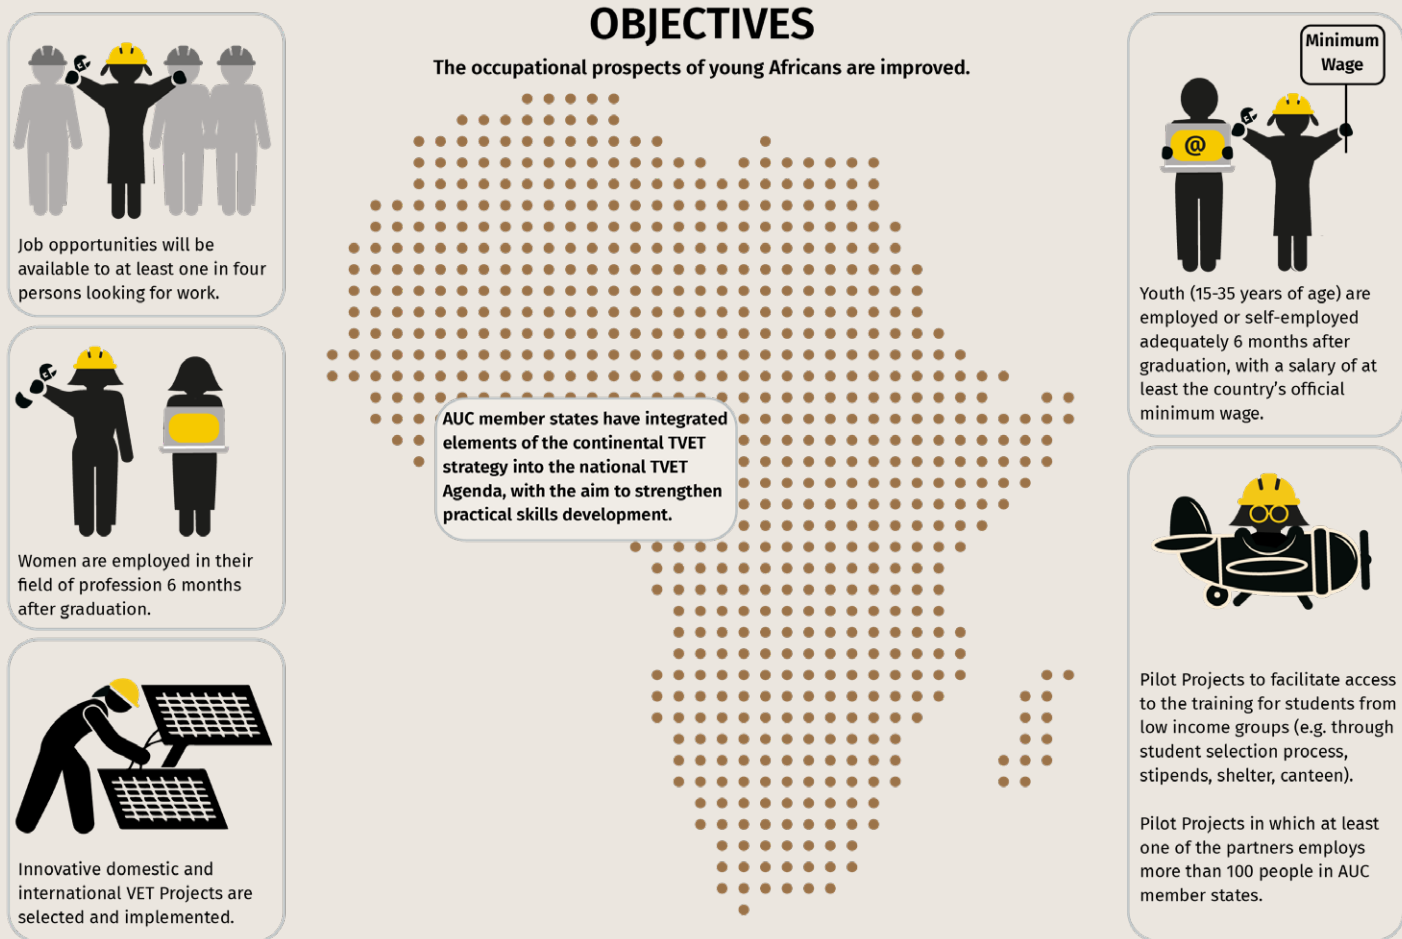 OBJECTIVES
The occupational prospects of young Africans are improved.
Job opportunities will be
available to at least one in four
persons looking for work.
Women are employed in their
field of profession 6 months
after graduation.
Innovative domestic and
international VET Projects are
selected and implemented.
AUC member states have integrated
elements of the continental TVET
strategy into the national TVET
Agenda, with the aim to strengthen
practical skills development.
Minimum
Wage
@
Youth (15-35 years of age) are
employed or self-employed
adequately 6 months after
graduation, with a salary of at
least the country’s official
minimum wage.
Pilot Projects to facilitate access
to the training for students from
low income groups (e.g. through
student selection process,
stipends, shelter, canteen).
Pilot Projects in which at least
one of the partners employs
more than 100 people in AUC
member states.